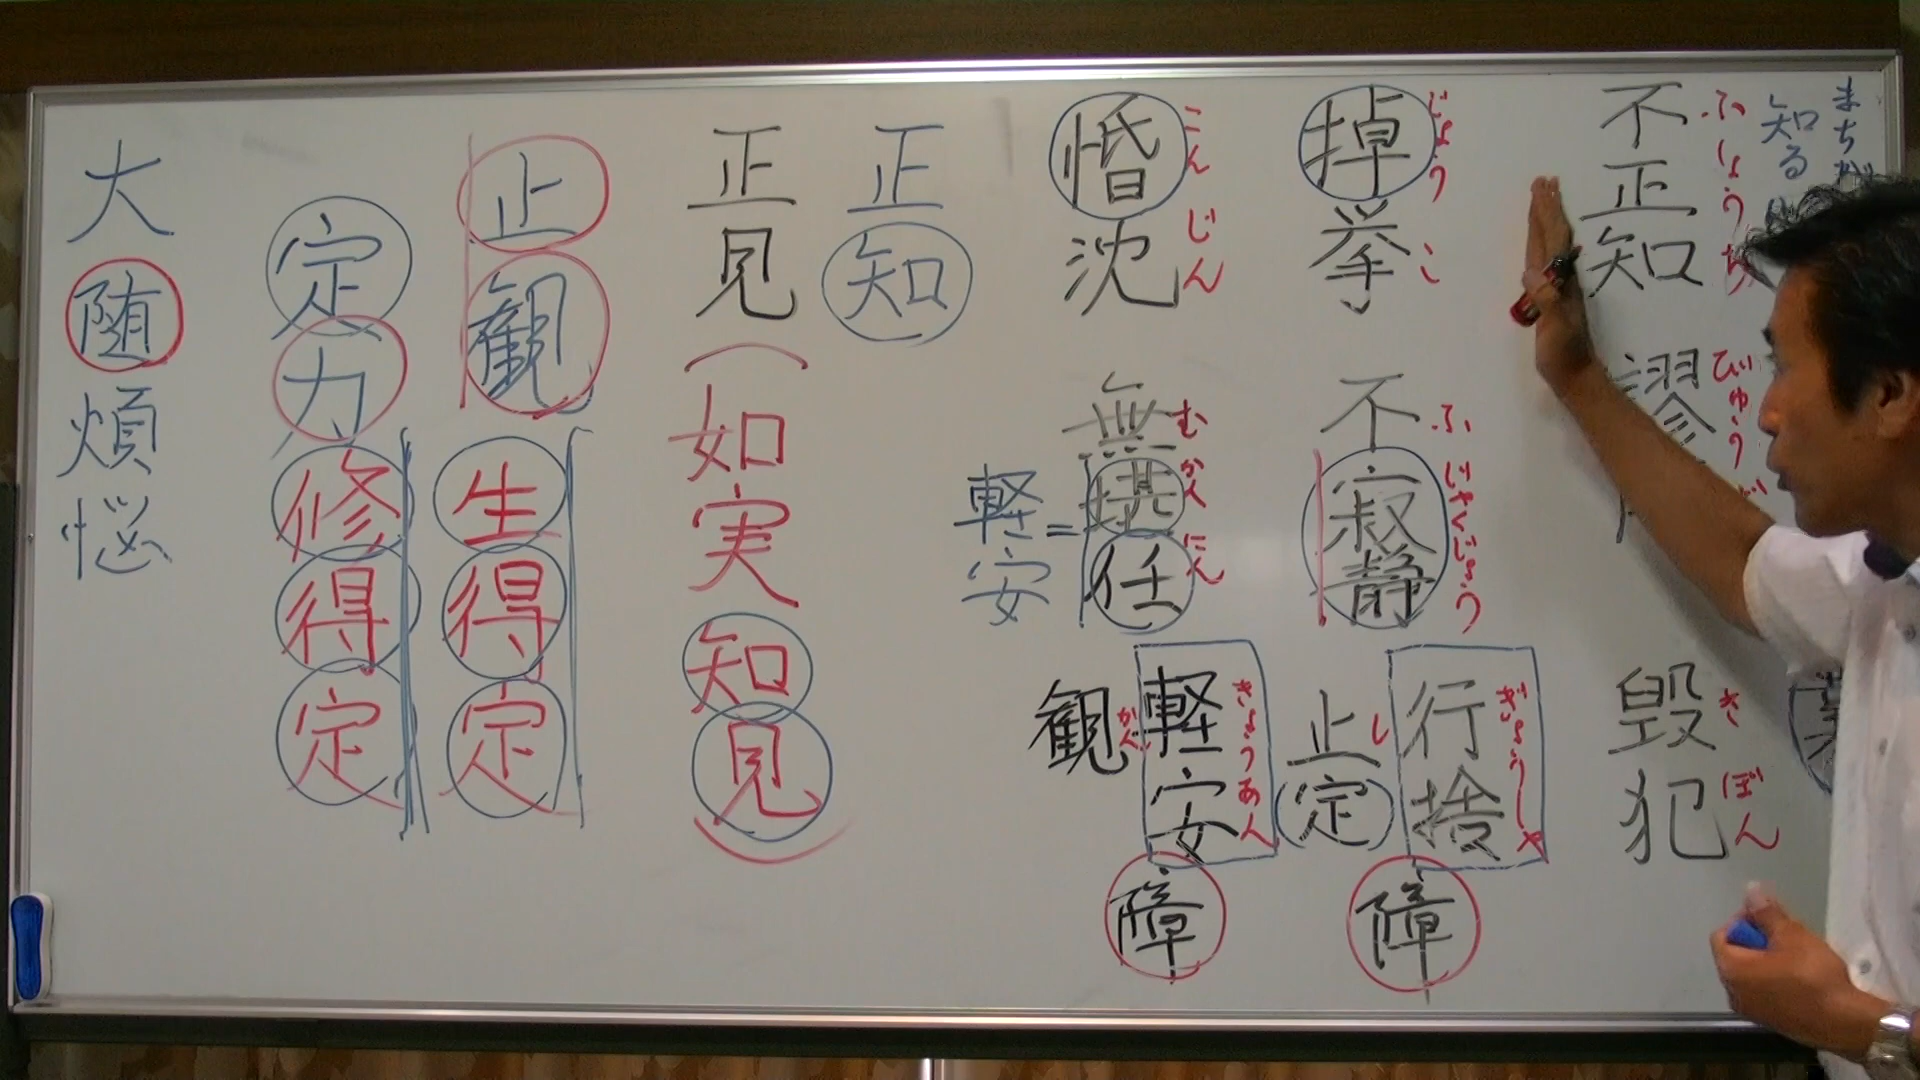 まちが
知る
ふしょうち
不正知
びゅう
謬
きぼん
毀犯
じょうこ
掉挙
ふじゃくじょう
不寂静
ぎょうしゃ
行捨
障
し
止
(定)
こんじん
惛沈
むかんにん
無堪任
=軽安
きょうあん
軽安
障
かん
観
正知
正見
(如実知見)
止観
生得定
定力
修得定
大随煩悩